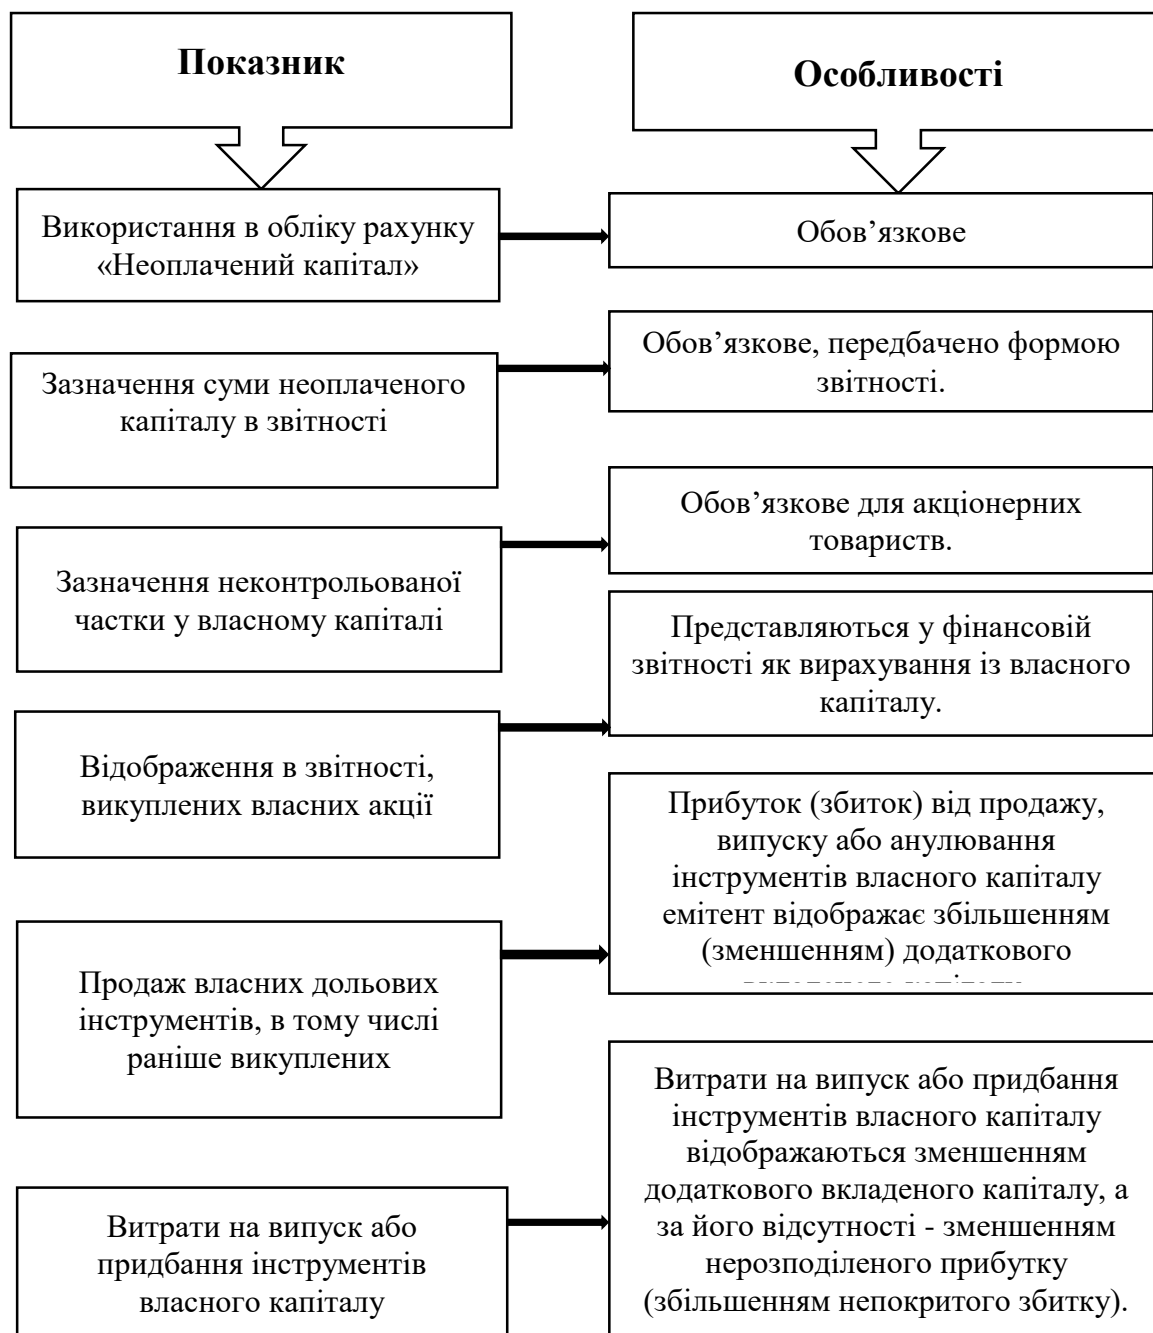 Показник
Особливості
Використання в обліку рахунку
«Неоплачений капітал»
Обов’язкове
Зазначення суми неоплаченого
капіталу в звітності
Обов’язкове, передбачено формою
звітності.
Зазначення неконтрольованої
частки у власному капіталі
Обов’язкове для акціонерних
товариств.
Відображення в звітності,
викуплених власних акції
Представляються у фінансовій
звітності як вирахування із власного
капіталу.
Продаж власних дольових
інструментів, в тому числі
раніше викуплених
Прибуток (збиток) від продажу,
випуску або анулювання
інструментів власного капіталу
емітент відображає збільшенням
(зменшенням) додаткового
Витрати на випуск або
придбання інструментів
власного капіталу
Витрати на випуск або придбання
інструментів власного капіталу
відображаються зменшенням
додаткового вкладеного капіталу, а
за його відсутності - зменшенням
нерозподіленого прибутку
(збільшенням непокритого збитку).